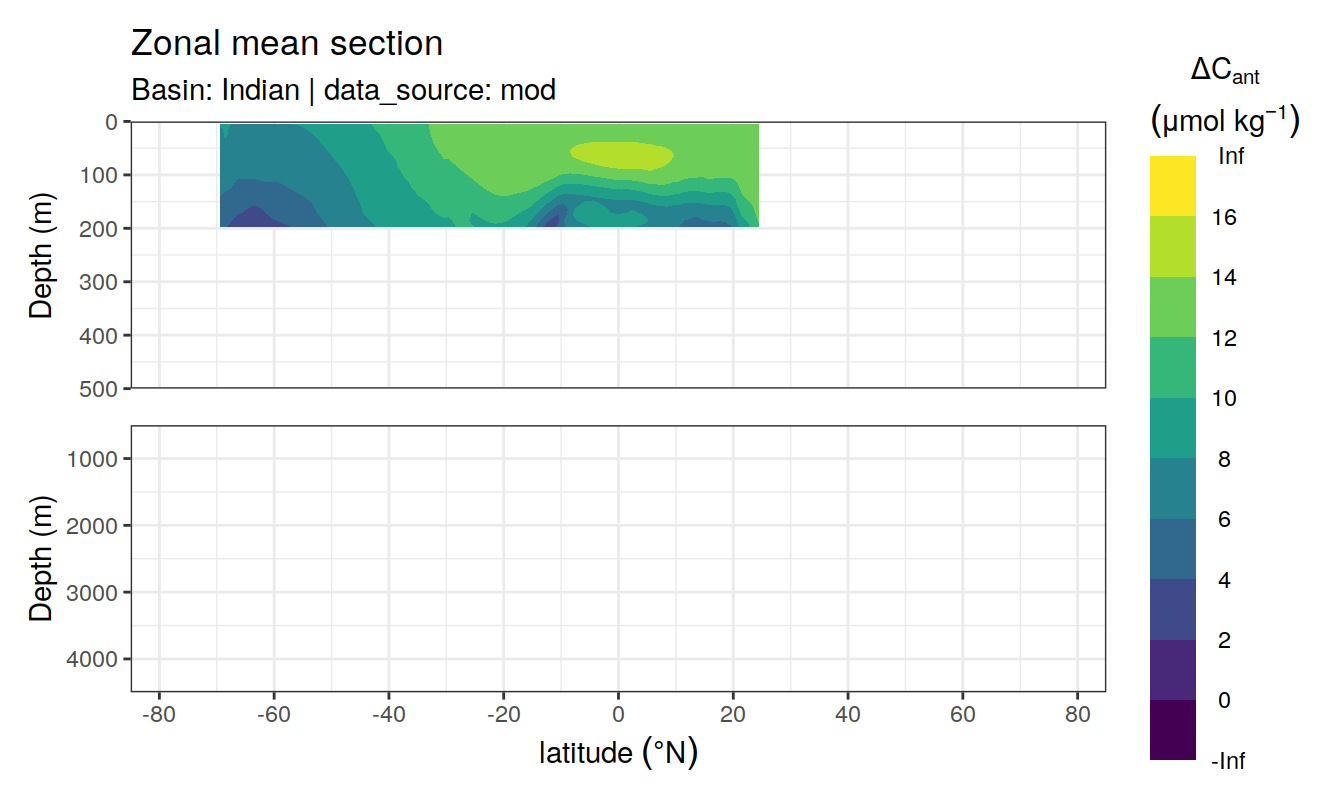 Zonal mean section
Basin: Indian | data_source: mod
0
100
200
300
400
500
Depth (m)
1000
2000
3000
4000
Depth (m)
-80 -60 -40 -20 0 20 40 60 80
latitude (°N)
ΔCant
(μmol kg⁻¹)
Inf
16
14
12
10
8
6
4
2
0
-Inf